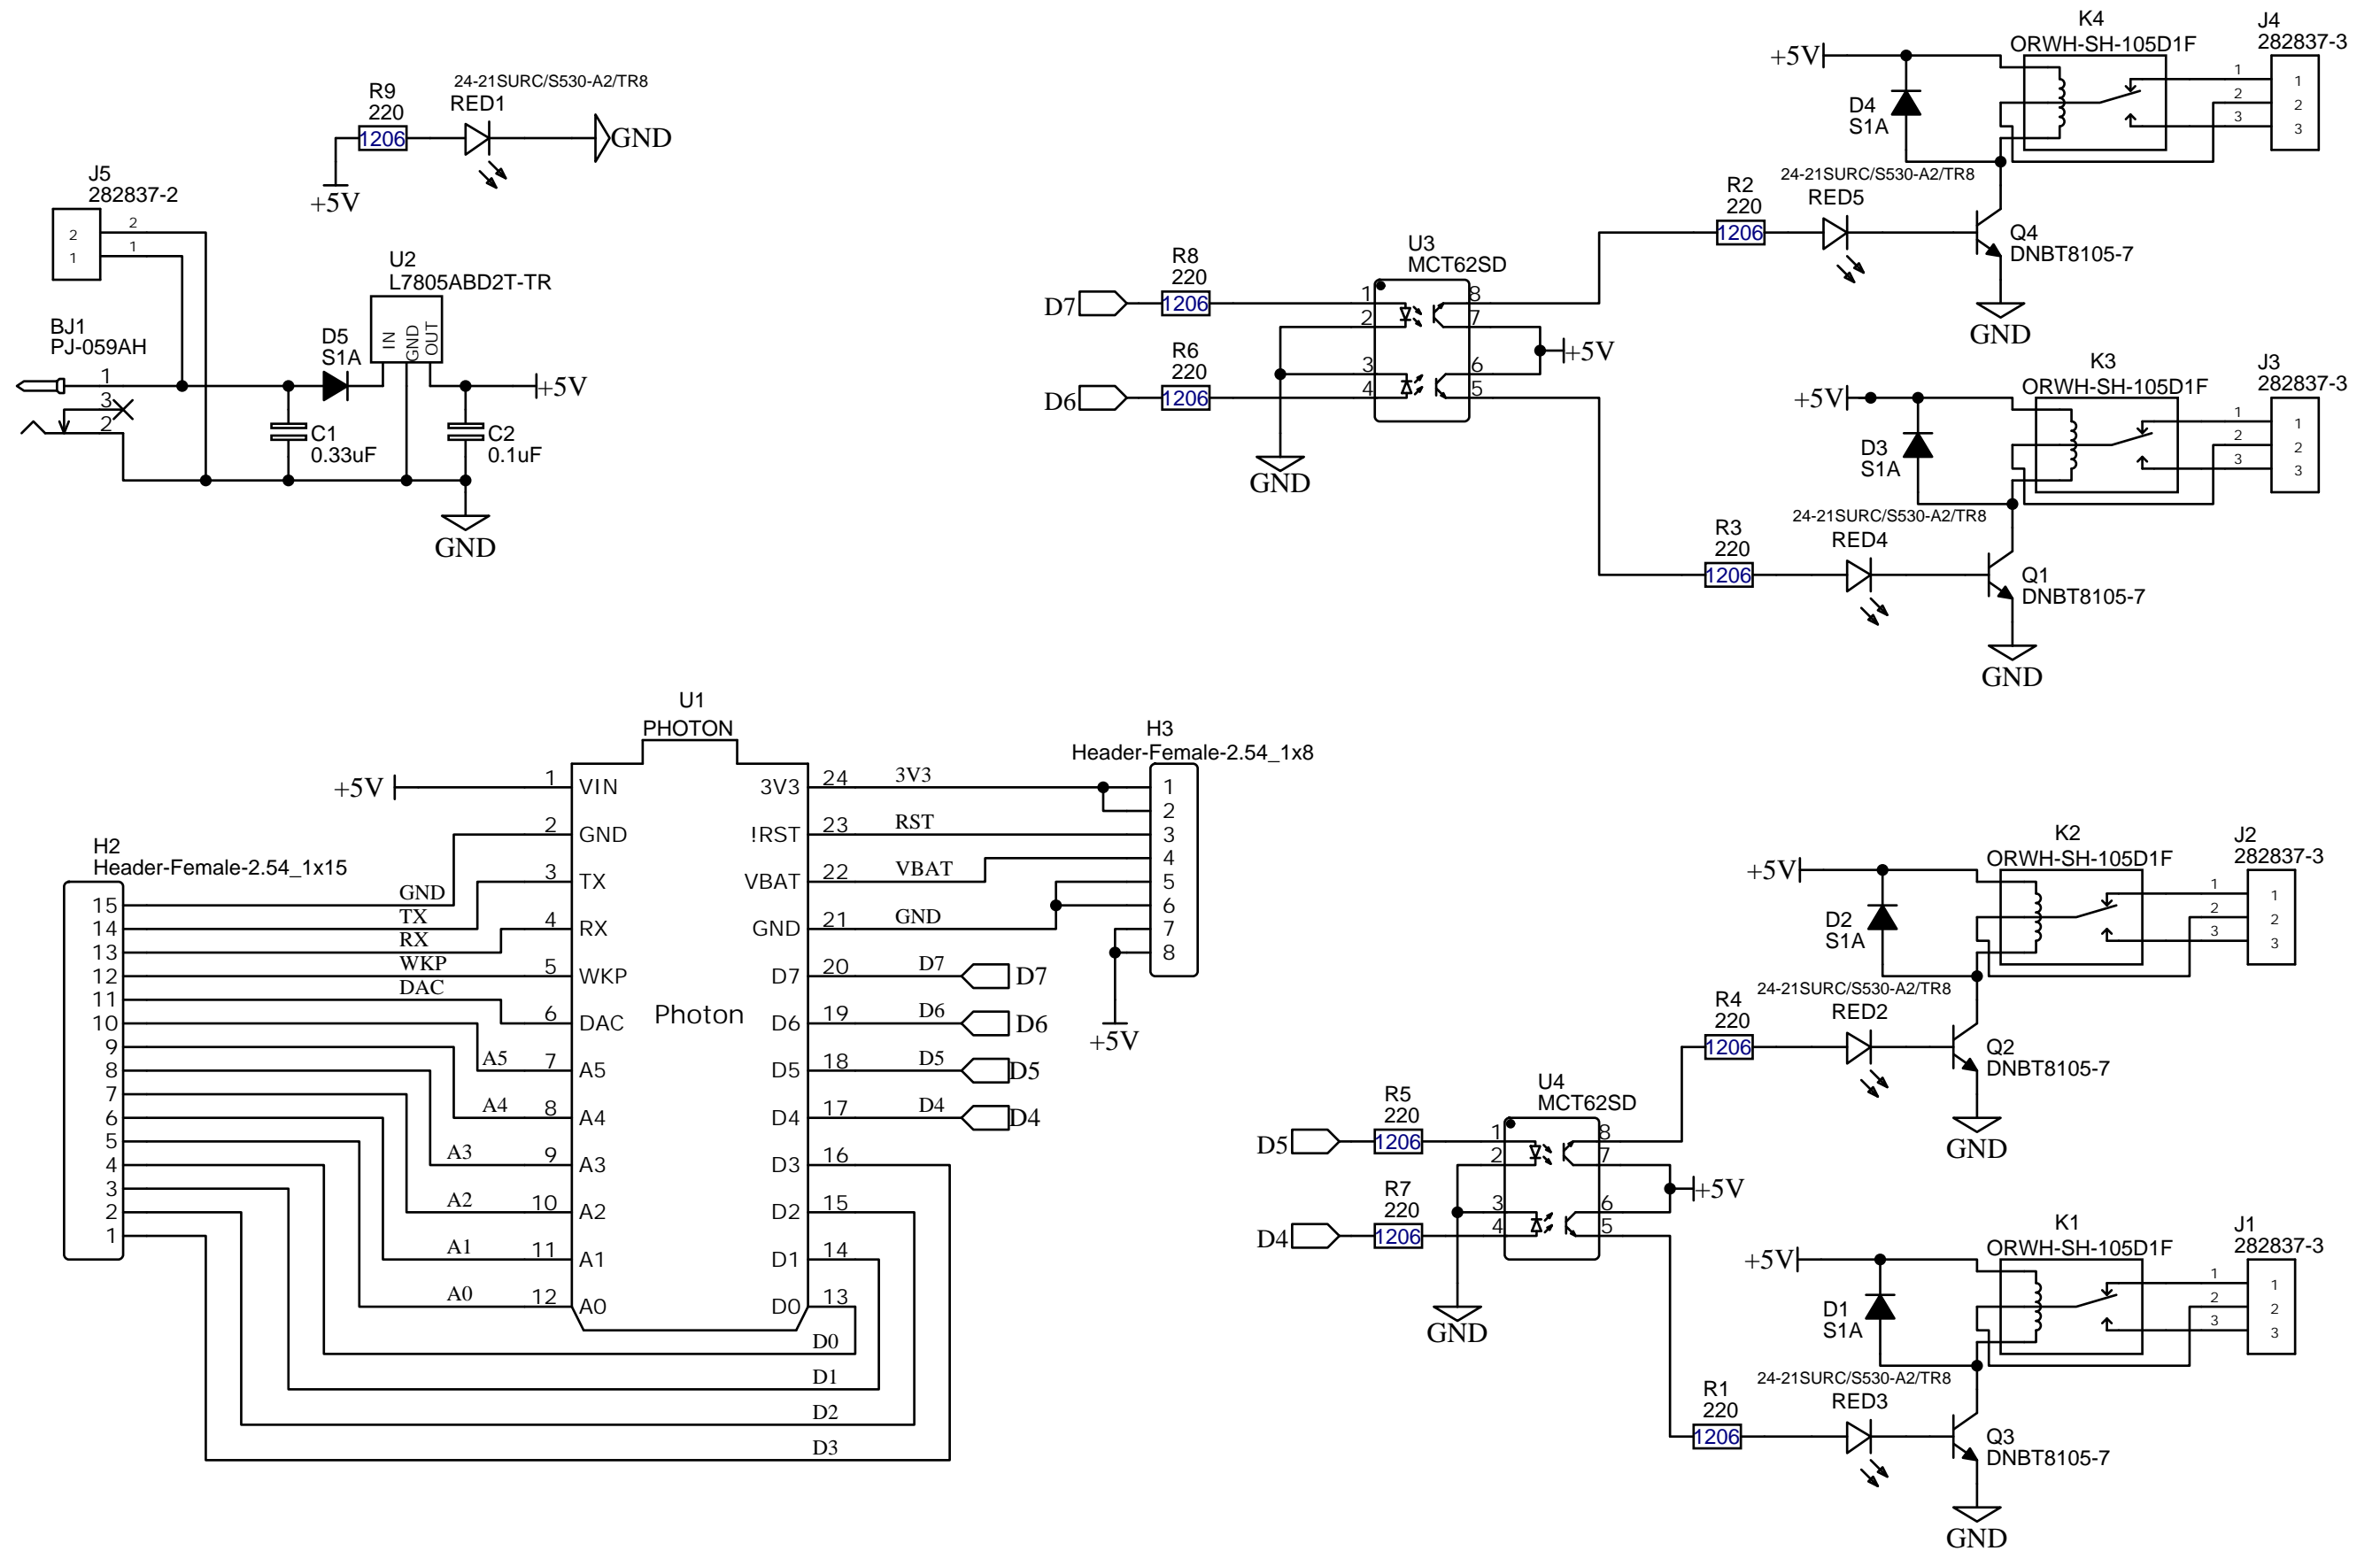 24-21SURC/S530-A2/TR8
R9
220
1206
RED1
GND
+5V
J5
282837-2
2
1
2
1
BJ1
PJ-059AH
1
3
2
D5
S1A
U2
L7805ABD2T-TR
IN
GND
OUT
+5V
C1
0.33uF
C2
0.1uF
GND
D7
R8
220
1206
D6
R6
220
1206
U3
MCT62SD
1
2
3
4
8
7
6
5
+5V
GND
R2
220
1206
24-21SURC/S530-A2/TR8
RED5
Q4
DNBT8105-7
GND
+5V
D4
S1A
K4
ORWH-SH-105D1F
J4
282837-3
1
2
3
1
2
3
R3
220
1206
24-21SURC/S530-A2/TR8
RED4
Q1
DNBT8105-7
GND
+5V
D3
S1A
K3
ORWH-SH-105D1F
J3
282837-3
1
2
3
1
2
3
U1
PHOTON
Photon
+5V
1 VIN
2 GND
3 TX
4 RX
5 WKP
6 DAC
7 A5
8 A4
9 A3
10 A2
11 A1
12 A0
3V3 24
!RST 23
VBAT 22
GND 21
D7 20
D6 19
D5 18
D4 17
D3 16
D2 15
D1 14
D0 13
H2
Header-Female-2.54_1x15
15
14
13
12
11
10
9
8
7
6
5
4
3
2
1
GND
TX
RX
WKP
DAC
A5
A4
A3
A2
A1
A0
D0
D1
D2
D3
3V3
RST
VBAT
GND
D7 D7
D6 D6
D5 D5
D4 D4
H3
Header-Female-2.54_1x8
1
2
3
4
5
6
7
8
+5V
D5
R5
220
1206
D4
R7
220
1206
U4
MCT62SD
1
2
3
4
8
7
6
5
+5V
GND
R4
220
1206
24-21SURC/S530-A2/TR8
RED2
Q2
DNBT8105-7
GND
+5V
D2
S1A
K2
ORWH-SH-105D1F
J2
282837-3
1
2
3
1
2
3
R1
220
1206
24-21SURC/S530-A2/TR8
RED3
Q3
DNBT8105-7
GND
+5V
D1
S1A
K1
ORWH-SH-105D1F
J1
282837-3
1
2
3
1
2
3